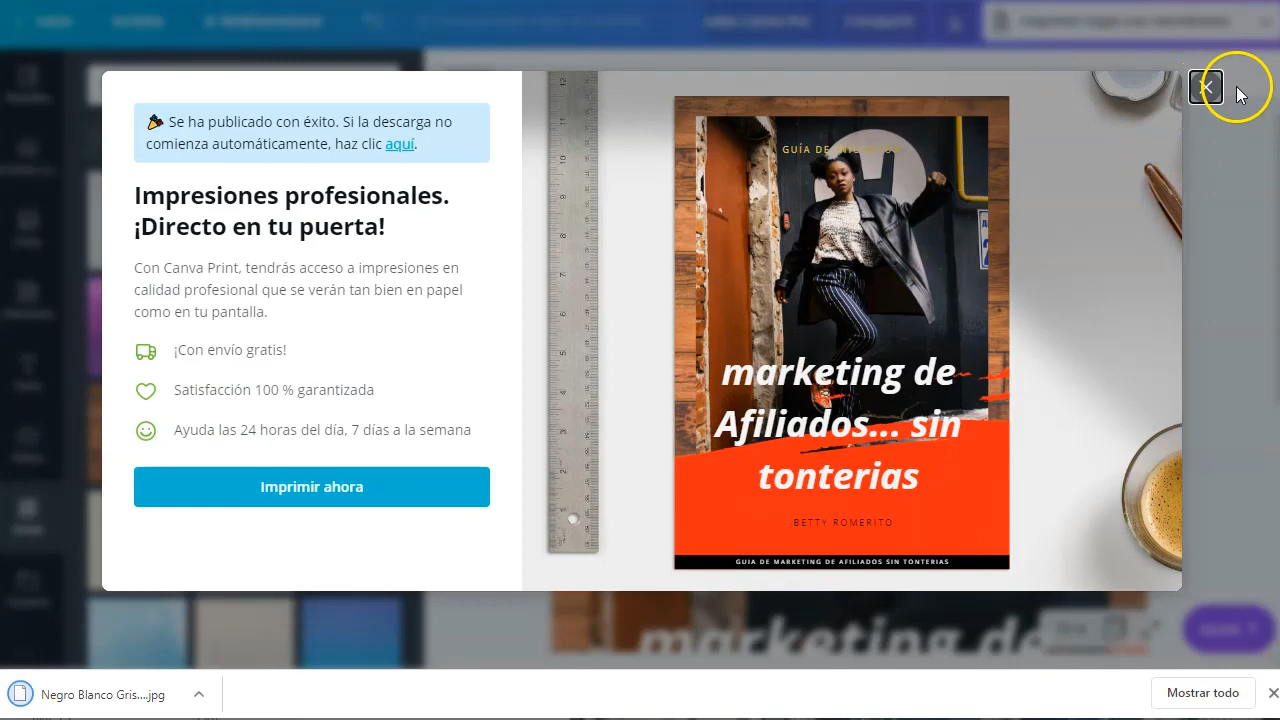 🎉 Se ha publicado con éxito. Si la descarga no
comienza automáticamente, haz clic aquí.
Impresiones profesionales.
¡Directo en tu puerta!
Con Canva Print, tendrás acceso a impresiones en
calidad profesional que se verán tan bien en papel
como en tu pantalla.
¡Con envío gratis!
Satisfacción 100 % garantizada
Ayuda las 24 horas del día, 7 días a la semana
Imprimir ahora
GUÍA DE
marketing de
Afiliados... sin
tonterias
BETTY ROMERITO
GUIA DE MARKETING DE AFILIADOS SIN TONTERIAS
marketing de
Negro Blanco Gris....jpg
Mostrar todo